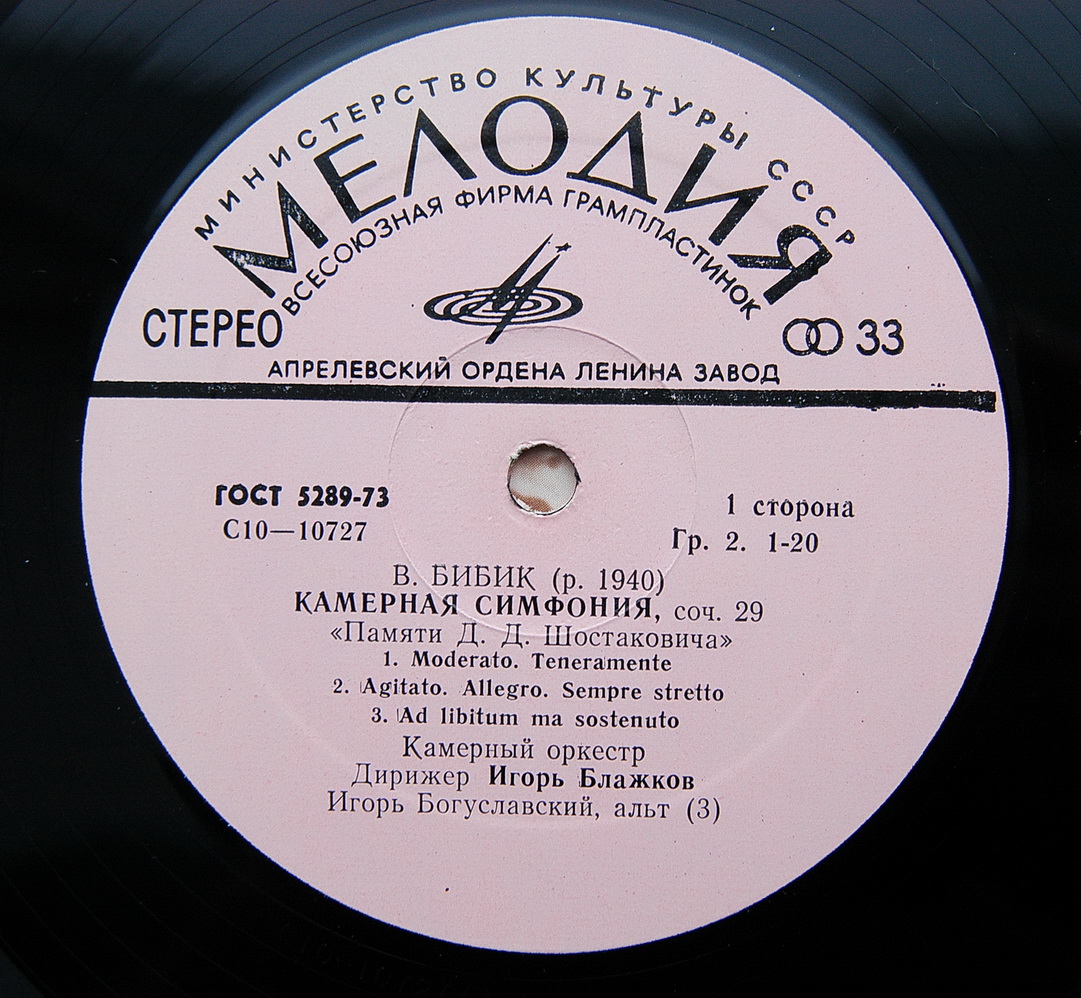 МИНИСТЕРСТВО КУЛЬТУРЫ СССР
МЕЛОДИЯ
ВСЕСОЮЗНАЯ ФИРМА ГРАМПЛАСТИНОК
СТЕРЕО
33
АПРЕЛЕВСКИЙ ОРДЕНА ЛЕНИНА ЗАВОД
ГОСТ 5289-73
С10—10727
1 сторона
Гр. 2. 1-20
В. БИБИК (р. 1940)
КАМЕРНАЯ СИМФОНИЯ, соч. 29
«Памяти Д. Д. Шостаковича»
1. Moderato. Teneramente
2. Agitato. Allegro. Sempre stretto
3. Ad libitum ma sostenuto
Камерный оркестр
Дирижер Игорь Блажков
Игорь Богуславский, альт (3)